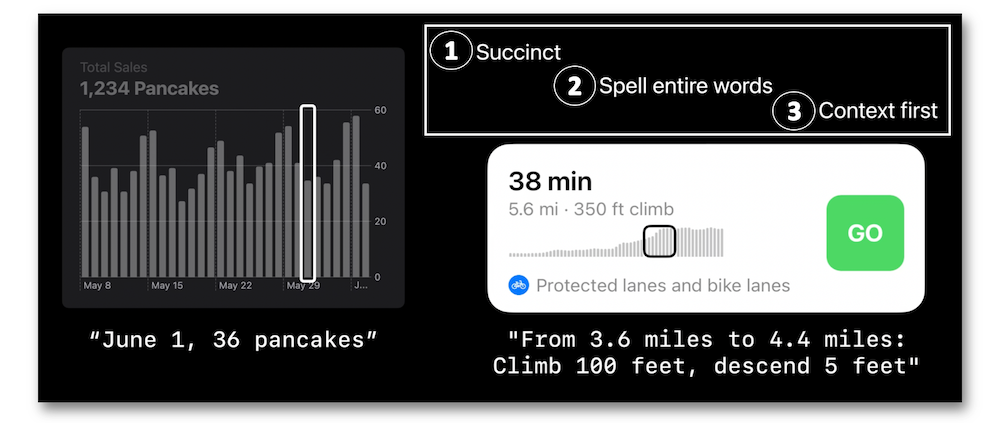 Total Sales
1,234 Pancakes
60
40
20
0
May 8
May 15
May 22
May 29
J...
“June 1, 36 pancakes”
1 Succinct
2 Spell entire words
3 Context first
38 min
5.6 mi · 350 ft climb
GO
Protected lanes and bike lanes
"From 3.6 miles to 4.4 miles:
Climb 100 feet, descend 5 feet"